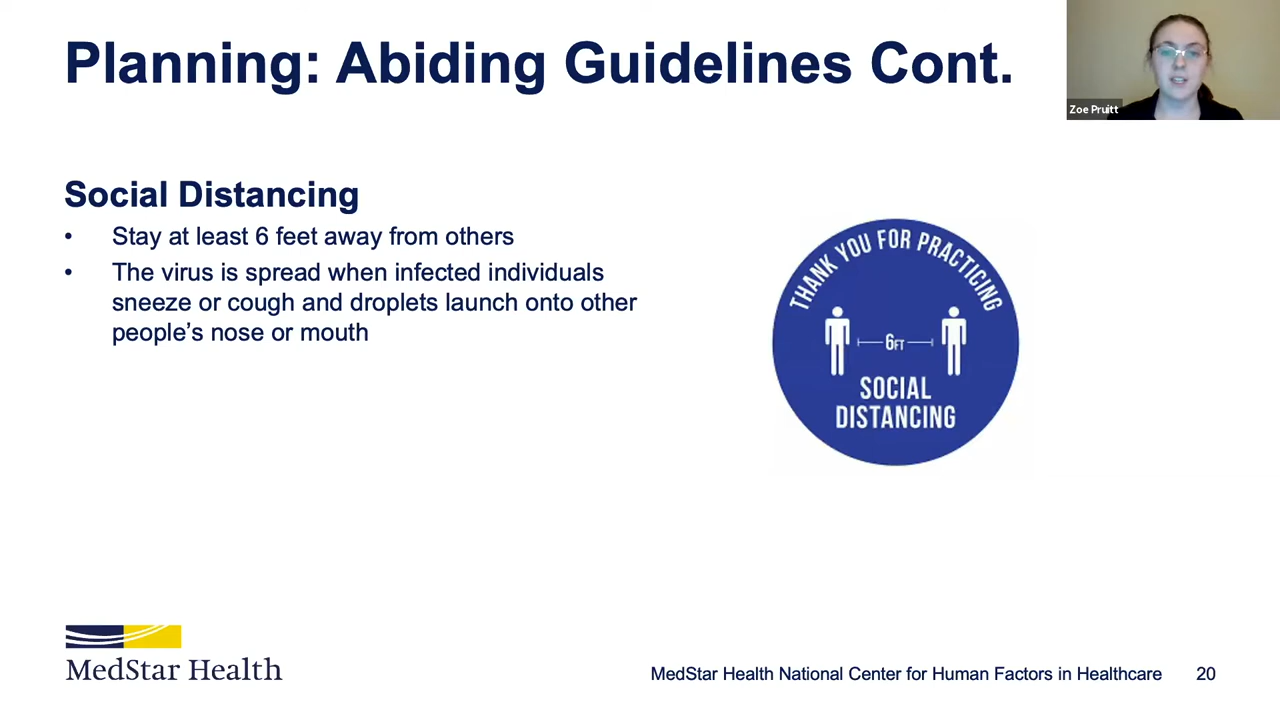 Planning: Abiding Guidelines Cont.
Zoe Pruitt
Social Distancing
• Stay at least 6 feet away from others
• The virus is spread when infected individuals
sneeze or cough and droplets launch onto other
people’s nose or mouth
THANK YOU FOR PRACTICING
6FT
SOCIAL
DISTANCING
MedStar Health
MedStar Health National Center for Human Factors in Healthcare 20